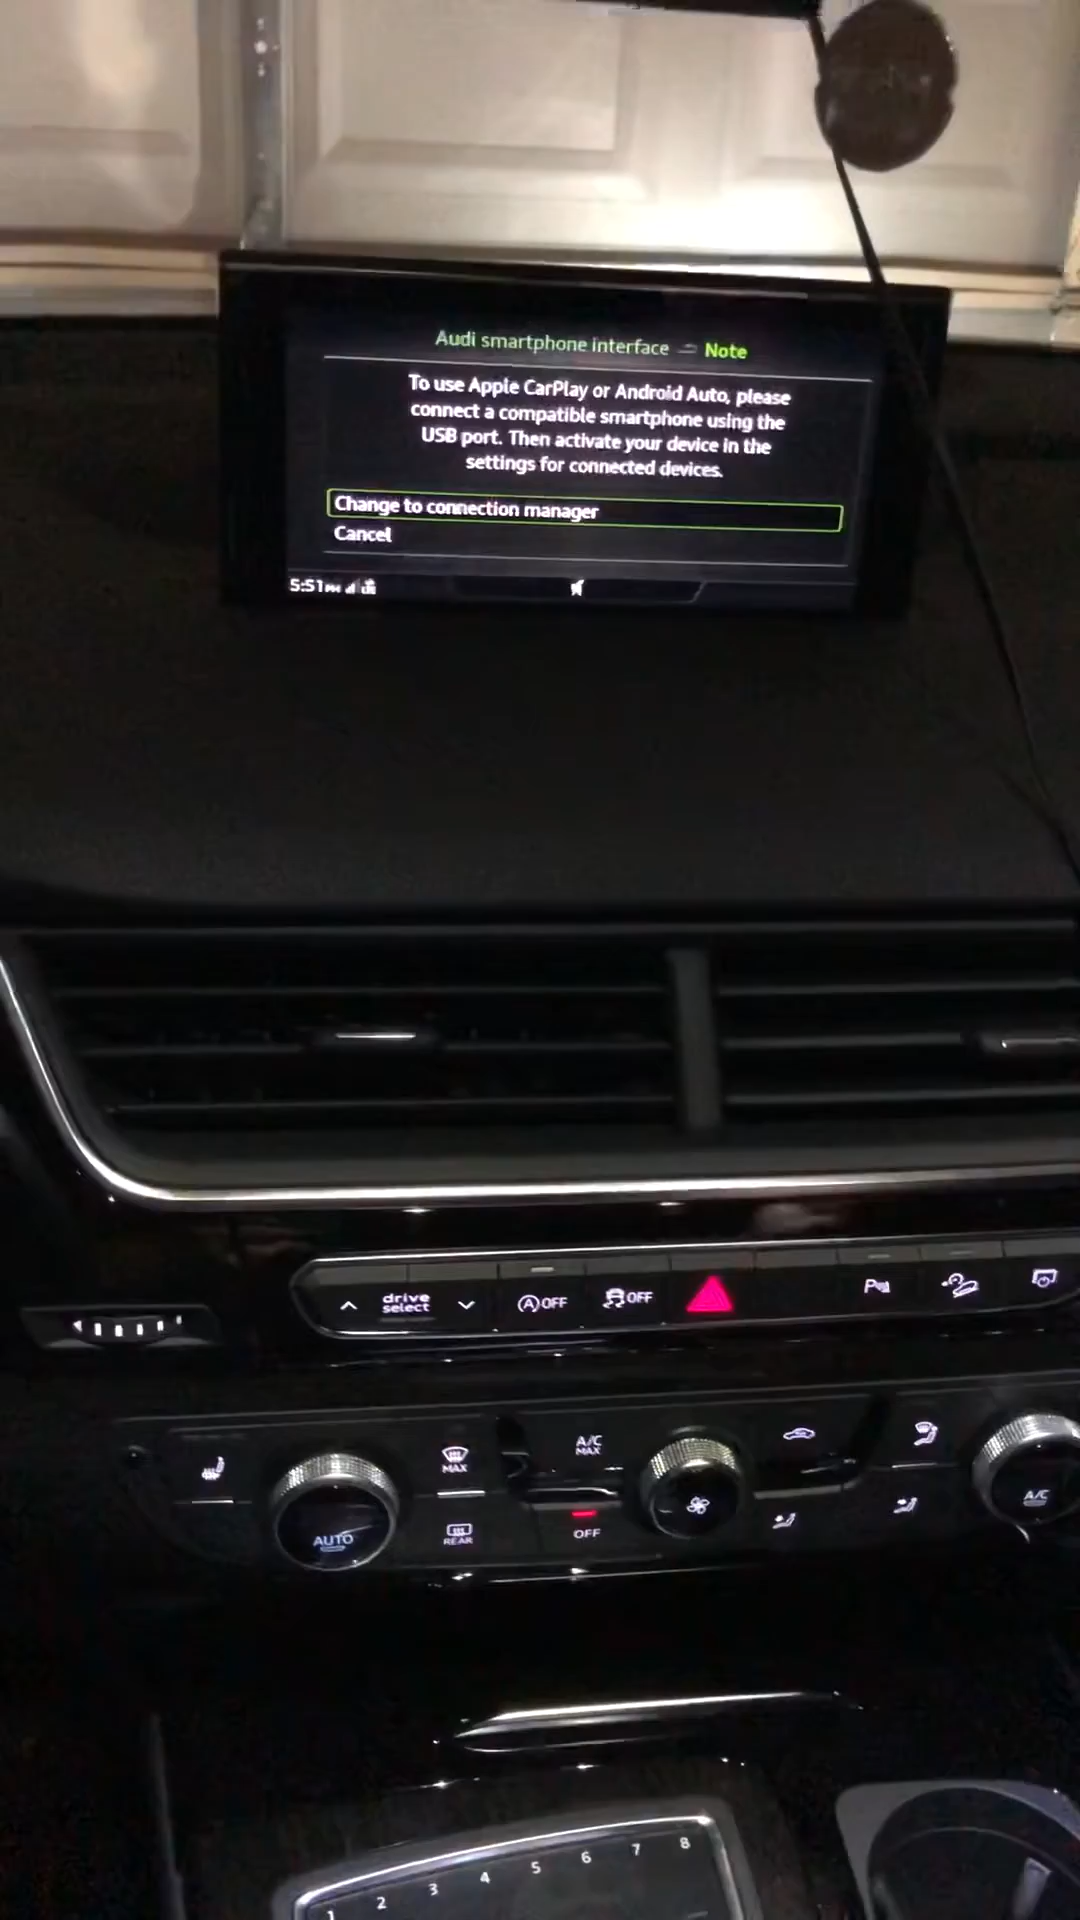 Audi smartphone interface Note
To use Apple CarPlay or Android Auto, please
connect a compatible smartphone using the
USB port. Then activate your device in the
settings for connected devices.
Change to connection manager
Cancel
5:51PM
drive
select
A OFF
OFF
P
MAX
A/C
MAX
AUTO
REAR
OFF
A/C
1 2 3 4 5 6 7 8